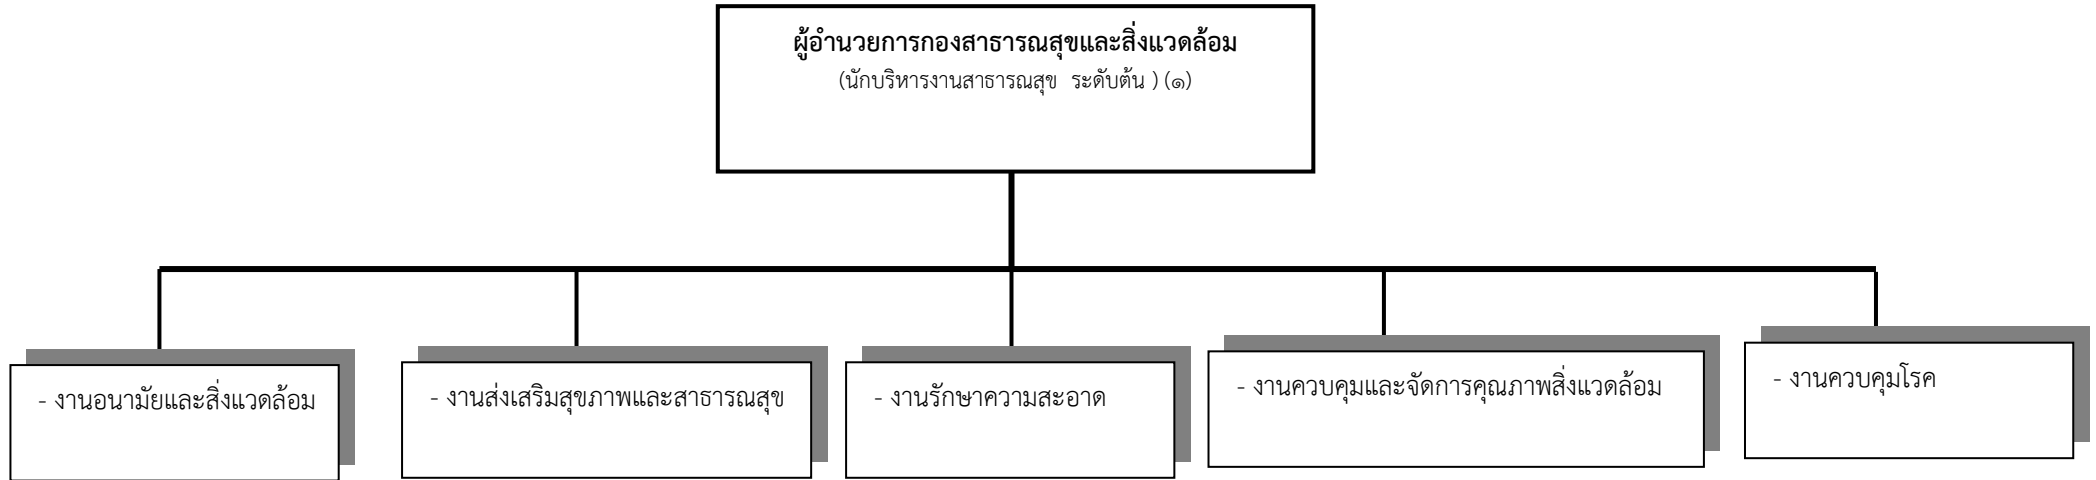 ผู้อำนวยการกองสาธารณสุขและสิ่งแวดล้อม
(นักบริหารงานสาธารณสุข ระดับต้น ) (๑)
- งานอนามัยและสิ่งแวดล้อม
- งานส่งเสริมสุขภาพและสาธารณสุข
- งานรักษาความสะอาด
- งานควบคุมและจัดการคุณภาพสิ่งแวดล้อม
- งานควบคุมโรค